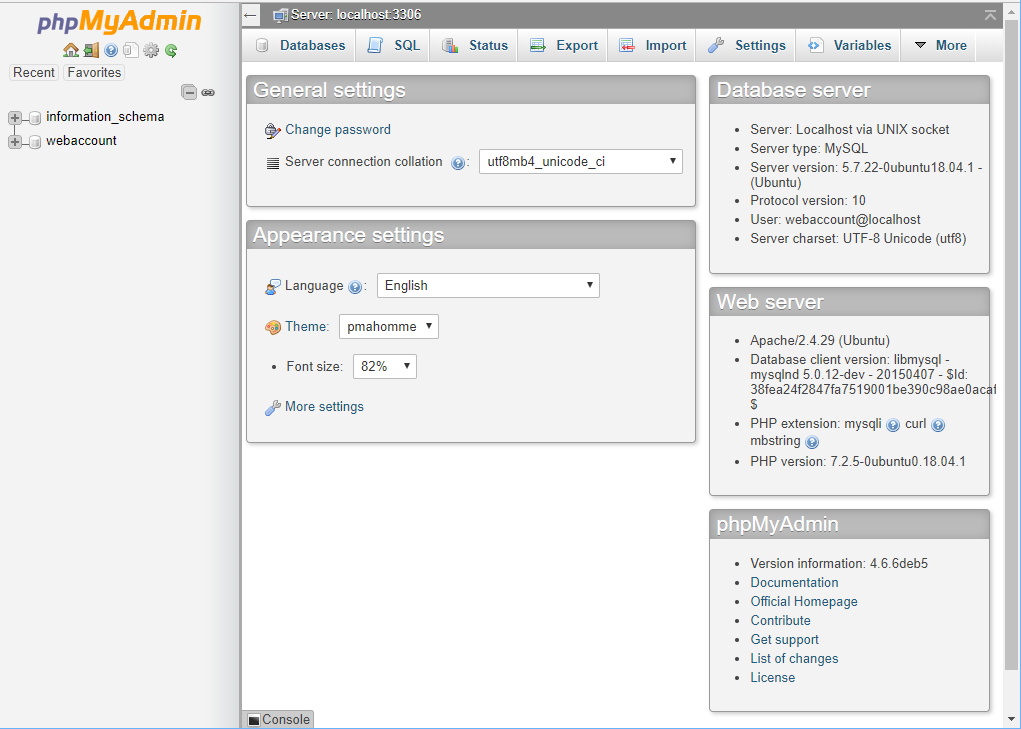 phpMyAdmin
Recent Favorites
information_schema
webaccount
Server: localhost:3306
Databases SQL Status Export Import Settings Variables More
General settings
Change password
Server connection collation : utf8mb4_unicode_ci
Appearance settings
Language : English
Theme: pmahomme
Font size: 82%
More settings
Database server
Server: Localhost via UNIX socket
Server type: MySQL
Server version: 5.7.22-0ubuntu18.04.1 -
(Ubuntu)
Protocol version: 10
User: webaccount@localhost
Server charset: UTF-8 Unicode (utf8)
Web server
Apache/2.4.29 (Ubuntu)
Database client version: libmysql -
mysqlnd 5.0.12-dev - 20150407 - $Id:
38fea24f2847fa7519001be390c98ae0acaf
$
PHP extension: mysqli curl
mbstring
PHP version: 7.2.5-0ubuntu0.18.04.1
phpMyAdmin
Version information: 4.6.6deb5
Documentation
Official Homepage
Contribute
Get support
List of changes
License
Console